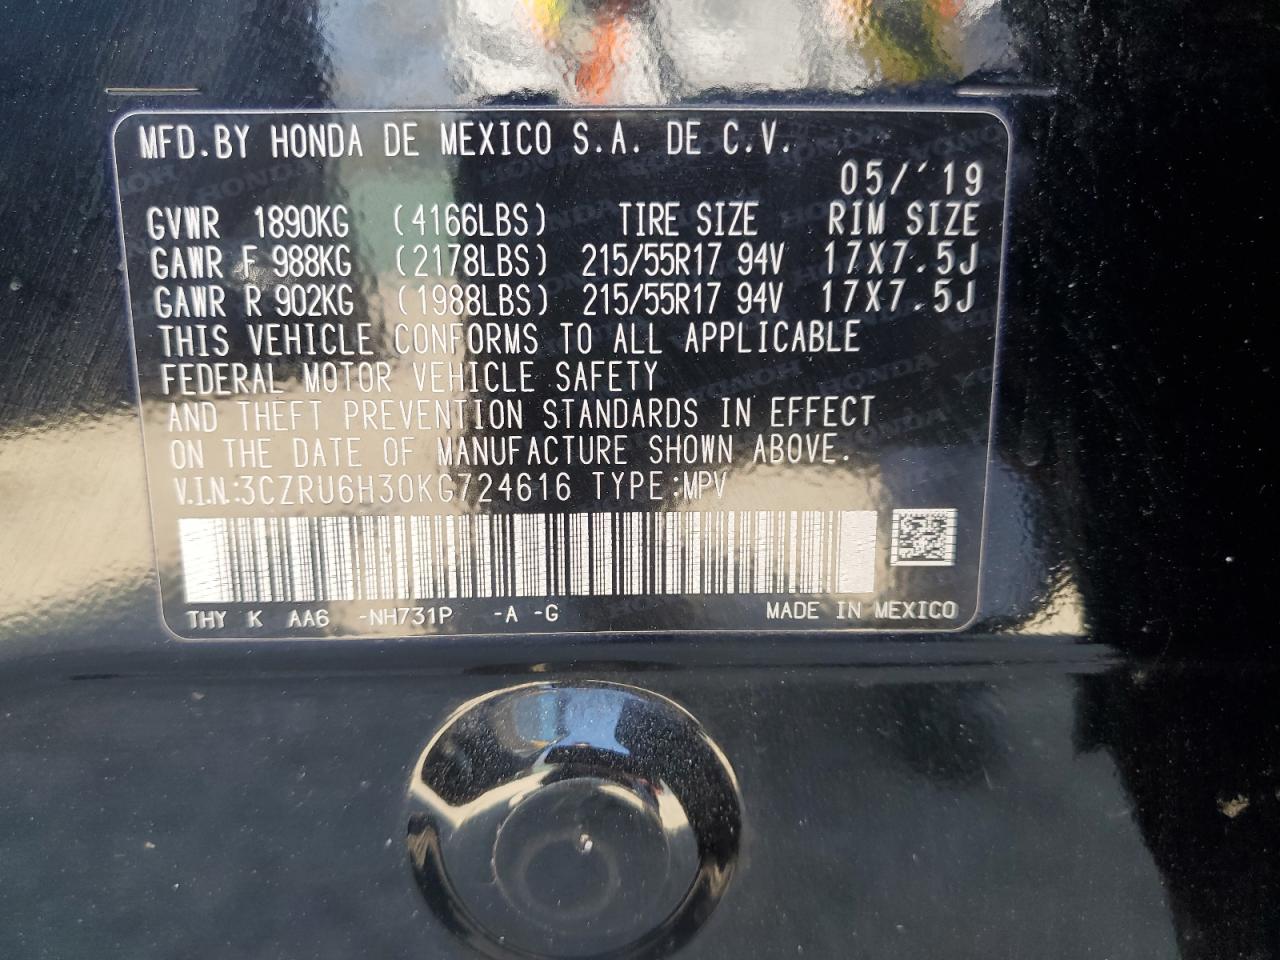 MFD.BY HONDA DE MEXICO S.A. DE C.V.
05/'19
GVWR 1890KG (4166LBS) TIRE SIZE RIM SIZE
GAWR F 988KG (2178LBS) 215/55R17 94V 17X7.5J
GAWR R 902KG (1988LBS) 215/55R17 94V 17X7.5J
THIS VEHICLE CONFORMS TO ALL APPLICABLE
FEDERAL MOTOR VEHICLE SAFETY
AND THEFT PREVENTION STANDARDS IN EFFECT
ON THE DATE OF MANUFACTURE SHOWN ABOVE.
V.I.N.:3CZRU6H30KG724616 TYPE:MPV
THY K AA6 -NH731P -A -G MADE IN MEXICO